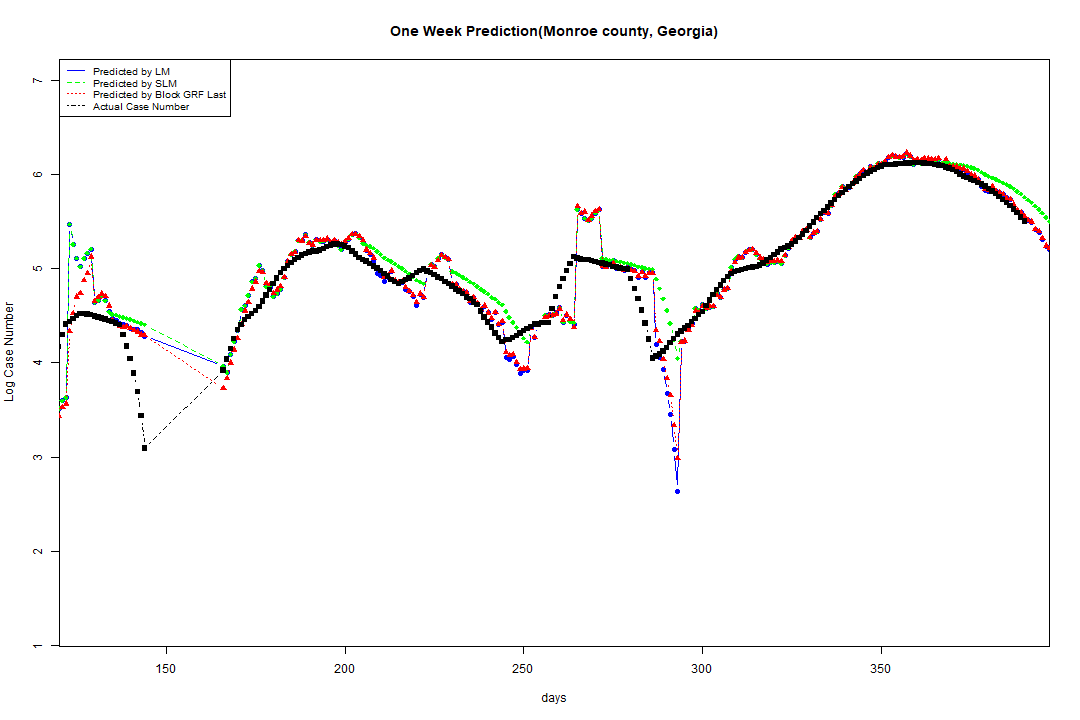 One Week Prediction(Monroe county, Georgia)
Predicted by LM
Predicted by SLM
Predicted by Block GRF Last
Actual Case Number
7
6
5
4
3
2
1
Log Case Number
150 200 250 300 350
days